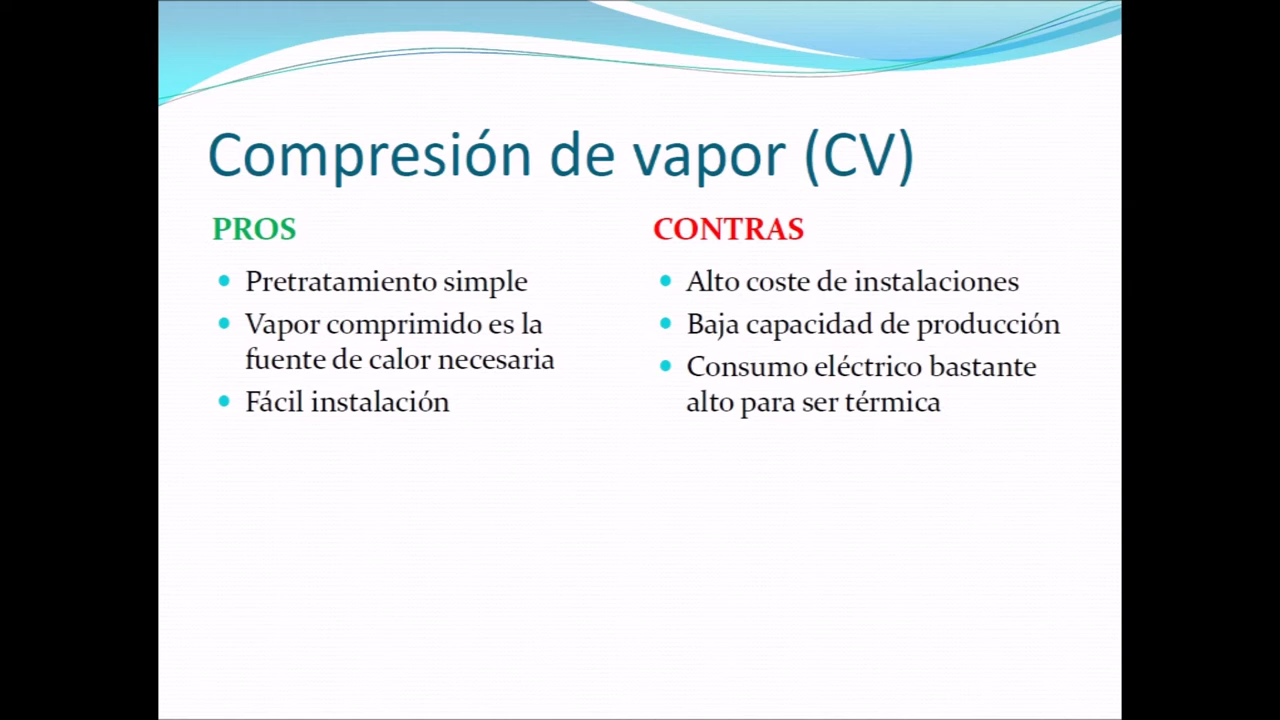 Compresión de vapor (CV)
PROS
Pretratamiento simple
Vapor comprimido es la
fuente de calor necesaria
Fácil instalación
CONTRAS
Alto coste de instalaciones
Baja capacidad de producción
Consumo eléctrico bastante
alto para ser térmica